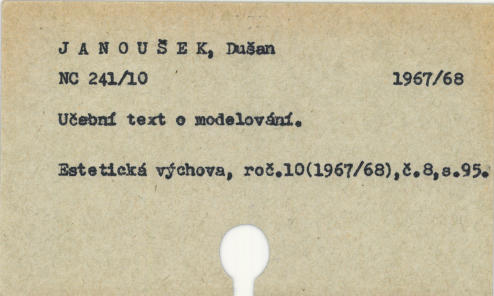 J A N O U Š E K, Dušan
NC 241/10 1967/68
Učební text o modelování.
Estetická výchova, roč.10(1967/68),č.8,s.95.